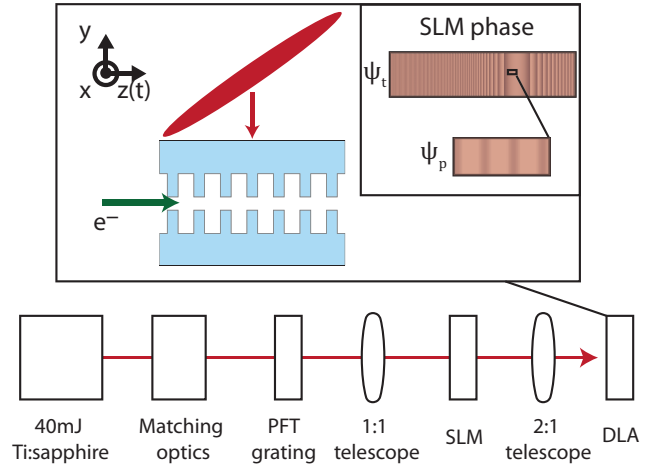 y
x
z(t)
e⁻
SLM phase
ψt
ψp
40mJ
Ti:sapphire
Matching
optics
PFT
grating
1:1
telescope
SLM
2:1
telescope
DLA